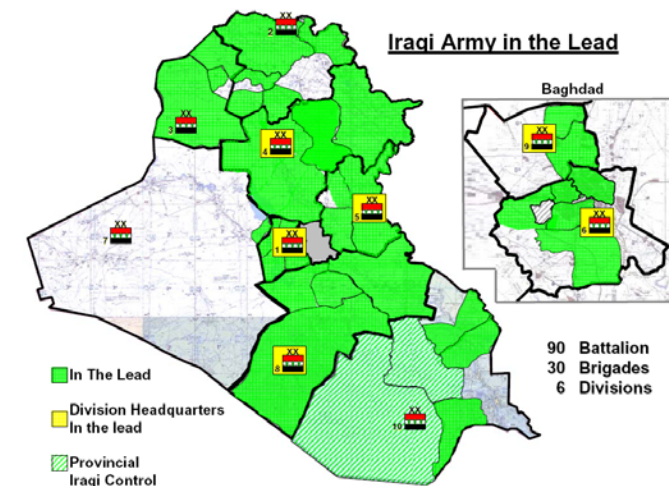 Iraqi Army in the Lead
Baghdad
XX
2
XX
3
XX
4
XX
9
XX
5
XX
6
XX
7
XX
1
XX
8
XX
10
90 Battalion
30 Brigades
6 Divisions
In The Lead
Division Headquarters
In the lead
Provincial
Iraqi Control